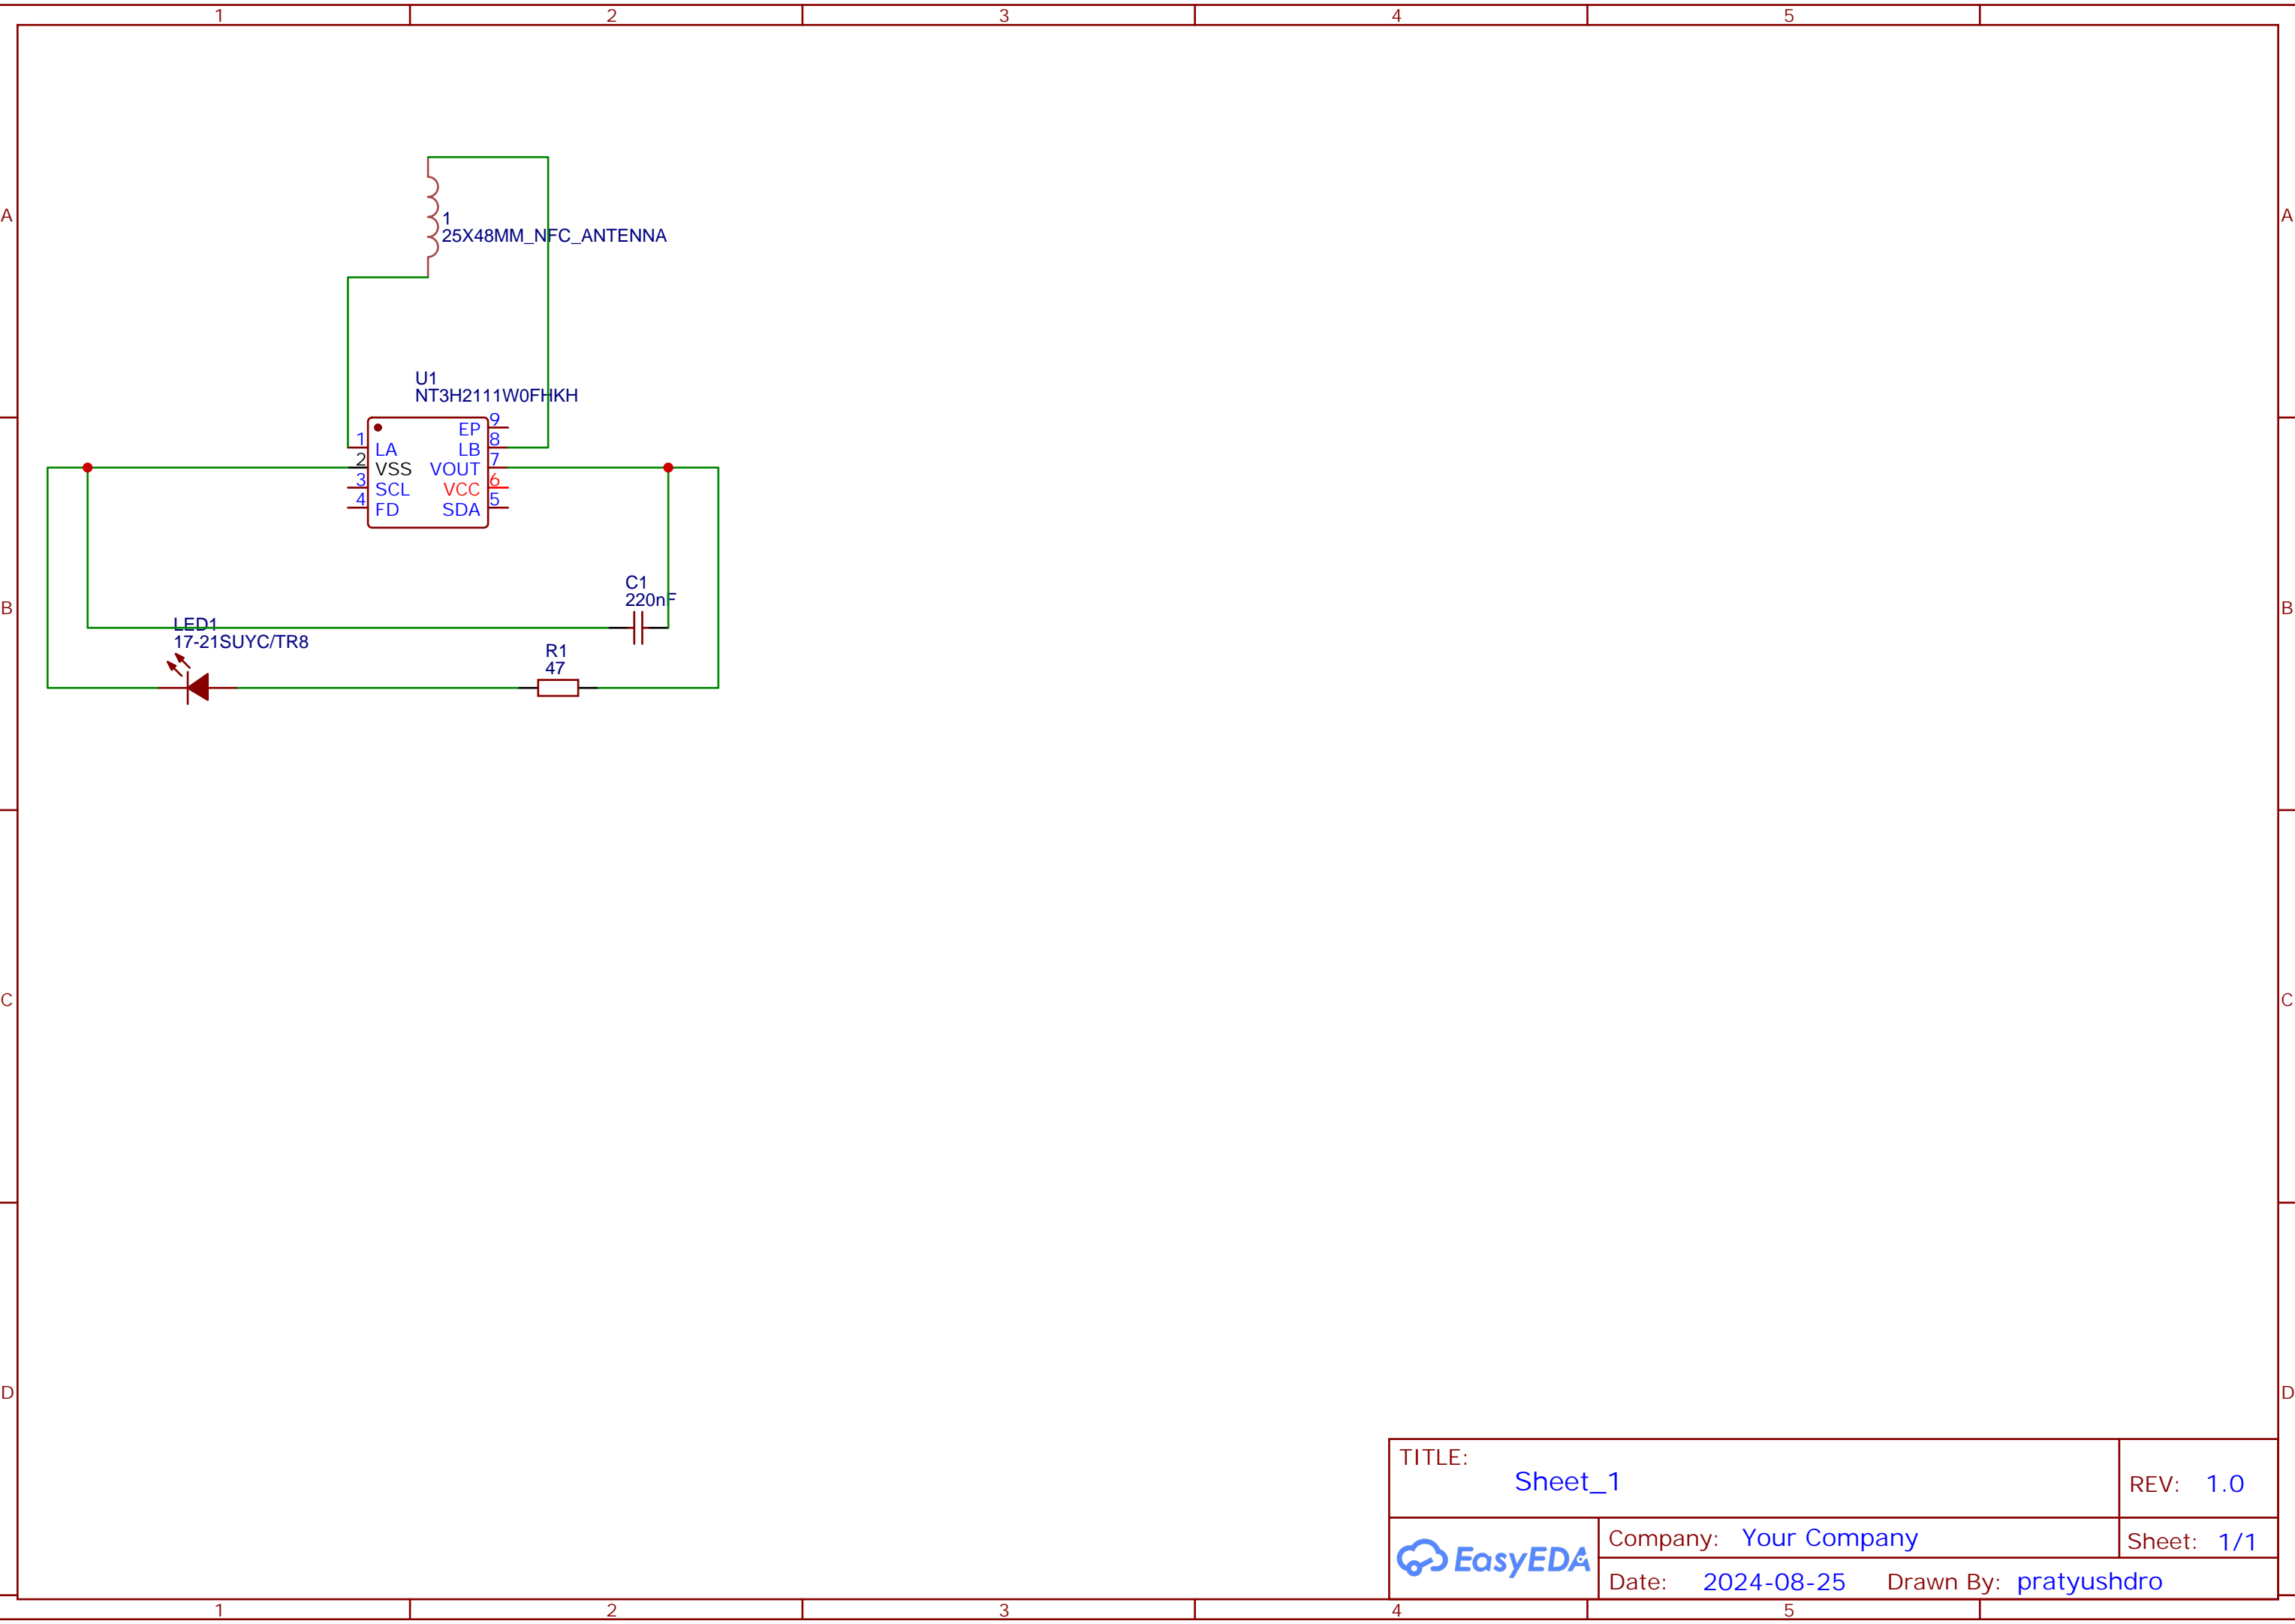 1 2 3 4 5
A A
1
25X48MM_NFC_ANTENNA
U1
NT3H2111W0FHKH
9
EP
1 8
LA LB
2 7
VSS VOUT
3 6
SCL VCC
4 5
FD SDA
C1
220nF
B B
LED1
17-21SUYC/TR8
R1
47
C C
D D
TITLE:
Sheet_1
REV: 1.0
EasyEDA
Company: Your Company
Sheet: 1/1
Date: 2024-08-25 Drawn By: pratyushdro
1 2 3 4 5